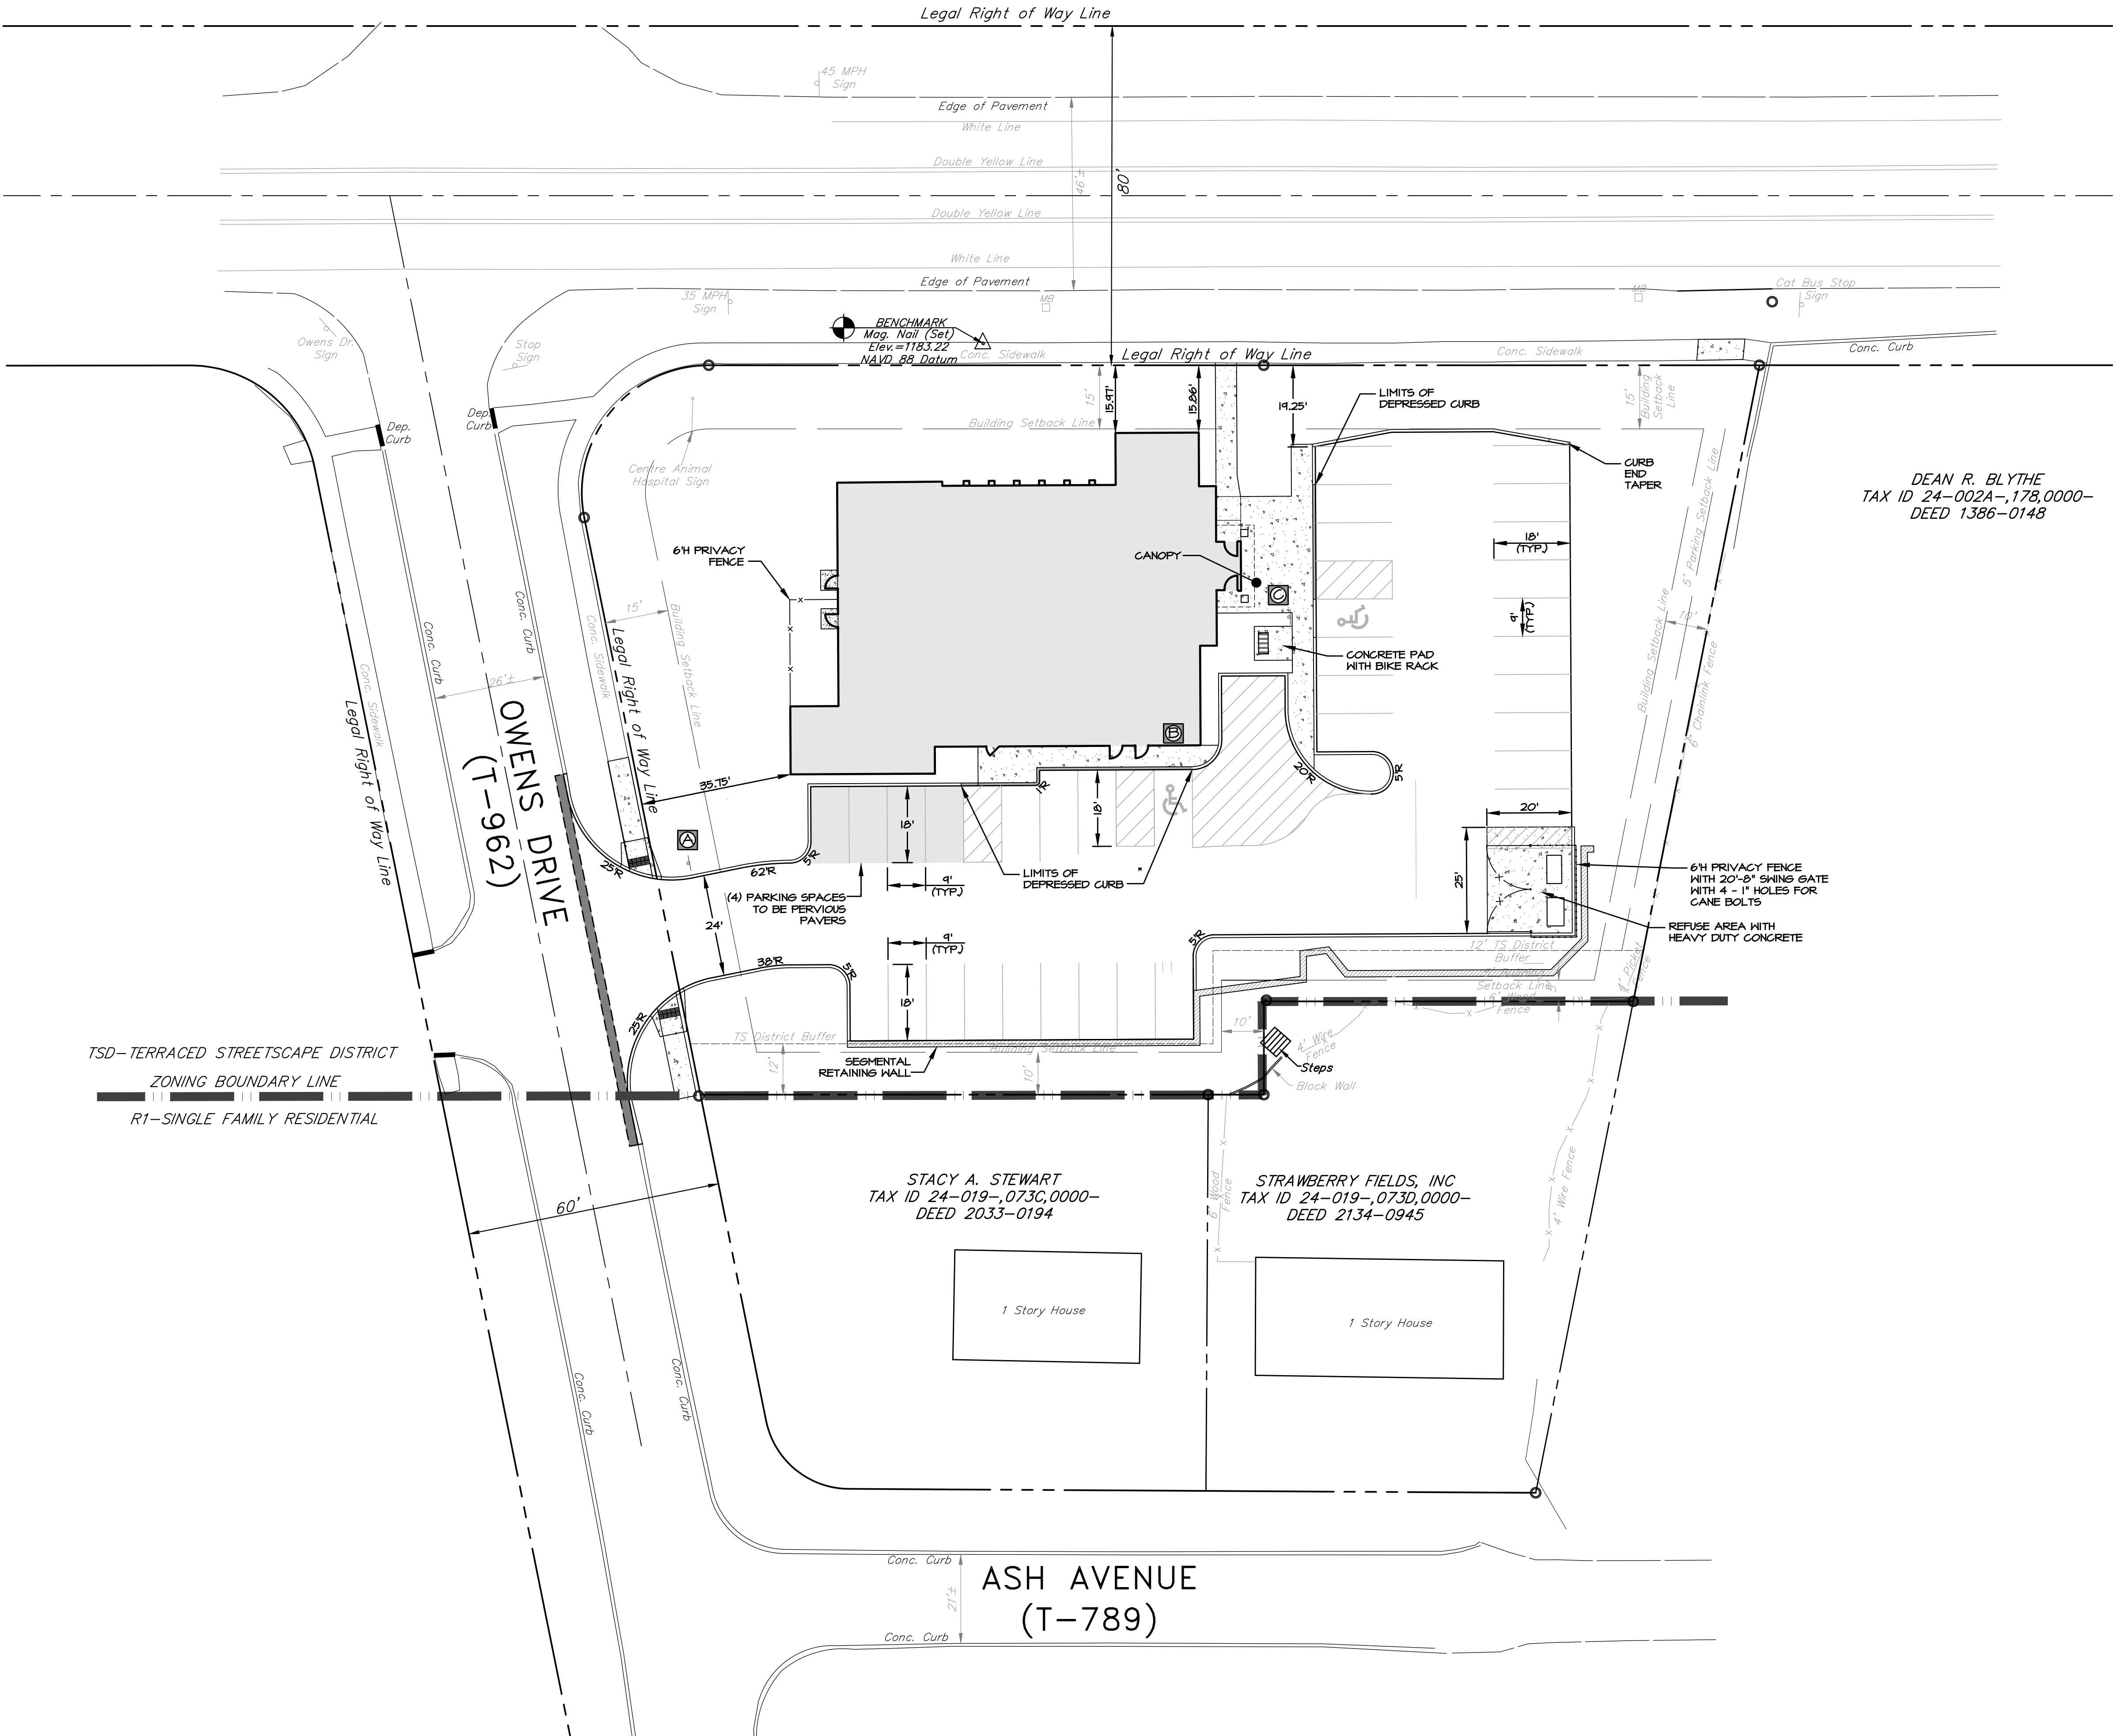 Legal Right of Way Line
45 MPH
Sign
Edge of Pavement
White Line
Double Yellow Line
46'±
80'
Double Yellow Line
White Line
Edge of Pavement
35 MPH
Sign
MB
MB
Cat Bus Stop
Sign
Owens Dr.
Sign
Stop
Sign
BENCHMARK
Mag. Nail (Set)
Elev.=1183.22
NAVD 88 Datum
Conc. Sidewalk
Legal Right of Way Line
Conc. Sidewalk
Conc. Curb
Dep.
Curb
Dep.
Curb
15'
15.97'
15.86'
19.25'
LIMITS OF
DEPRESSED CURB
15'
Building
Setback
Line
Building Setback Line
Centre Animal
Hospital Sign
CURB
END
TAPER
DEAN R. BLYTHE
TAX ID 24-002A-,178,0000-
DEED 1386-0148
6'H PRIVACY
FENCE
CANOPY
18'
(TYP.)
9'
(TYP.)
5' Parking Setback Line
Building Setback Line
10'
6' Chainlink Fence
C
CONCRETE PAD
WITH BIKE RACK
Conc. Curb
Conc. Curb
Conc. Sidewalk
Conc. Sidewalk
15'
Building Setback Line
Legal Right of Way Line
Legal Right of Way Line
26'±
OWENS DRIVE
(T-962)
B
35.75'
A
25'R
62'R
5'R
18'
1'R
18'
20'R
5'R
20'
25'
9'
(TYP.)
LIMITS OF
DEPRESSED CURB
"
(4) PARKING SPACES
TO BE PERVIOUS
PAVERS
24'
6'H PRIVACY FENCE
WITH 20'-8" SWING GATE
WITH 4 - 1" HOLES FOR
CANE BOLTS
REFUSE AREA WITH
HEAVY DUTY CONCRETE
9'
(TYP.)
38'R
5'R
18'
5'R
25'R
12' TS District
Buffer
Setback Line
6' Wood
Fence
4' Picket
Fence
TS District Buffer
12'
Building Setback Line
10'
10'
SEGMENTAL
RETAINING WALL
4' Wire
Fence
Steps
Block Wall
TSD-TERRACED STREETSCAPE DISTRICT
ZONING BOUNDARY LINE
R1-SINGLE FAMILY RESIDENTIAL
60'
STACY A. STEWART
TAX ID 24-019-,073C,0000-
DEED 2033-0194
6' Wood
Fence
STRAWBERRY FIELDS, INC
TAX ID 24-019-,073D,0000-
DEED 2134-0945
4' Wire Fence
1 Story House
1 Story House
Conc. Curb
Conc. Curb
Conc. Curb
21'±
ASH AVENUE
(T-789)
Conc. Curb